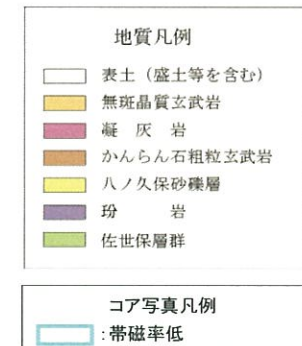 地質凡例
表土（盛土等を含む）
無斑晶質玄武岩
凝 灰 岩
かんらん石粗粒玄武岩
八ノ久保砂礫層
玢 岩
佐世保層群
コア写真凡例
：帯磁率低